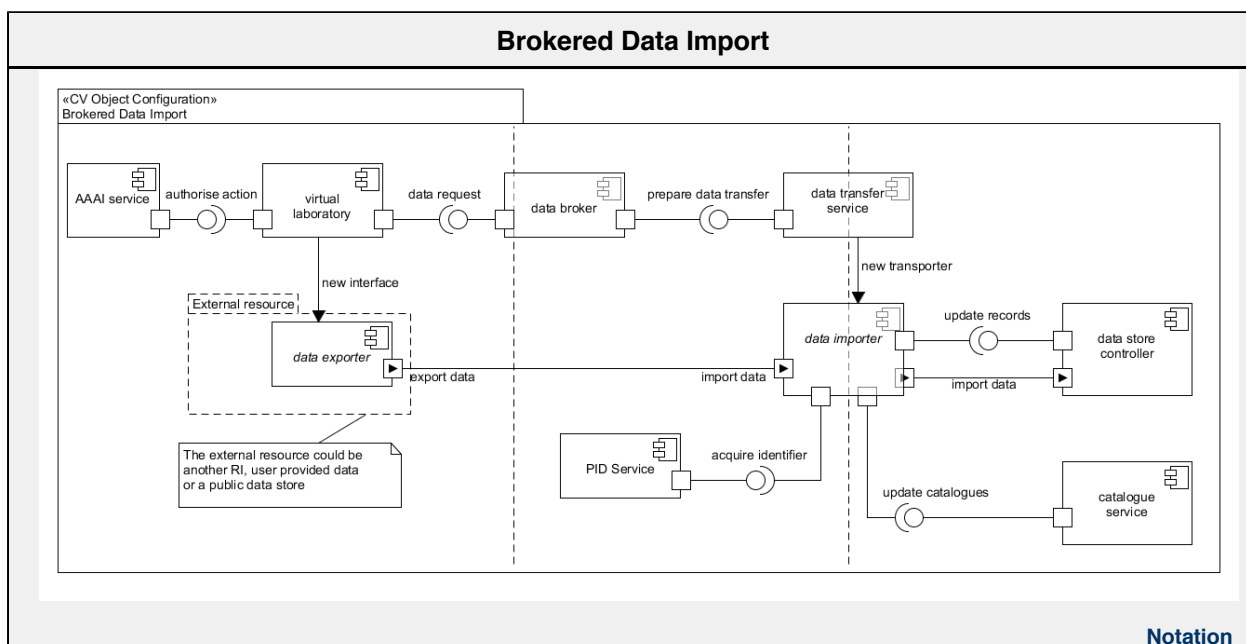 Brokered Data Import
«CV Object Configuration»
Brokered Data Import
AAAI service
authorise action
virtual
laboratory
data request
data broker
prepare data transfer
data transfer
service
new interface
new transporter
External resource
data exporter
export data
import data
data importer
update records
import data
data store
controller
The external resource could be
another RI, user provided data
or a public data store
PID Service
acquire identifier
update catalogues
catalogue
service
Notation